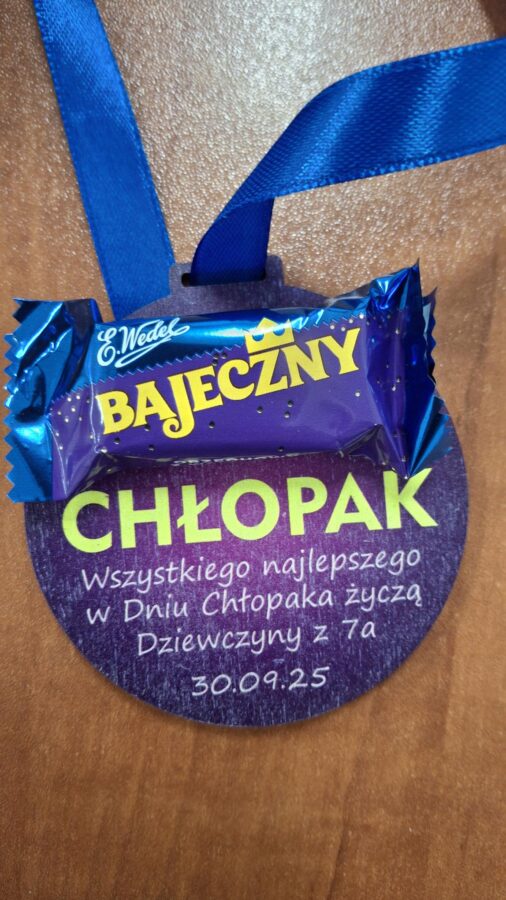 E. Wedel
BAJECZNY
CHŁOPAK
Wszystkiego najlepszego
w Dniu Chłopaka życzą
Dziewczyny z 7a
30.09.25